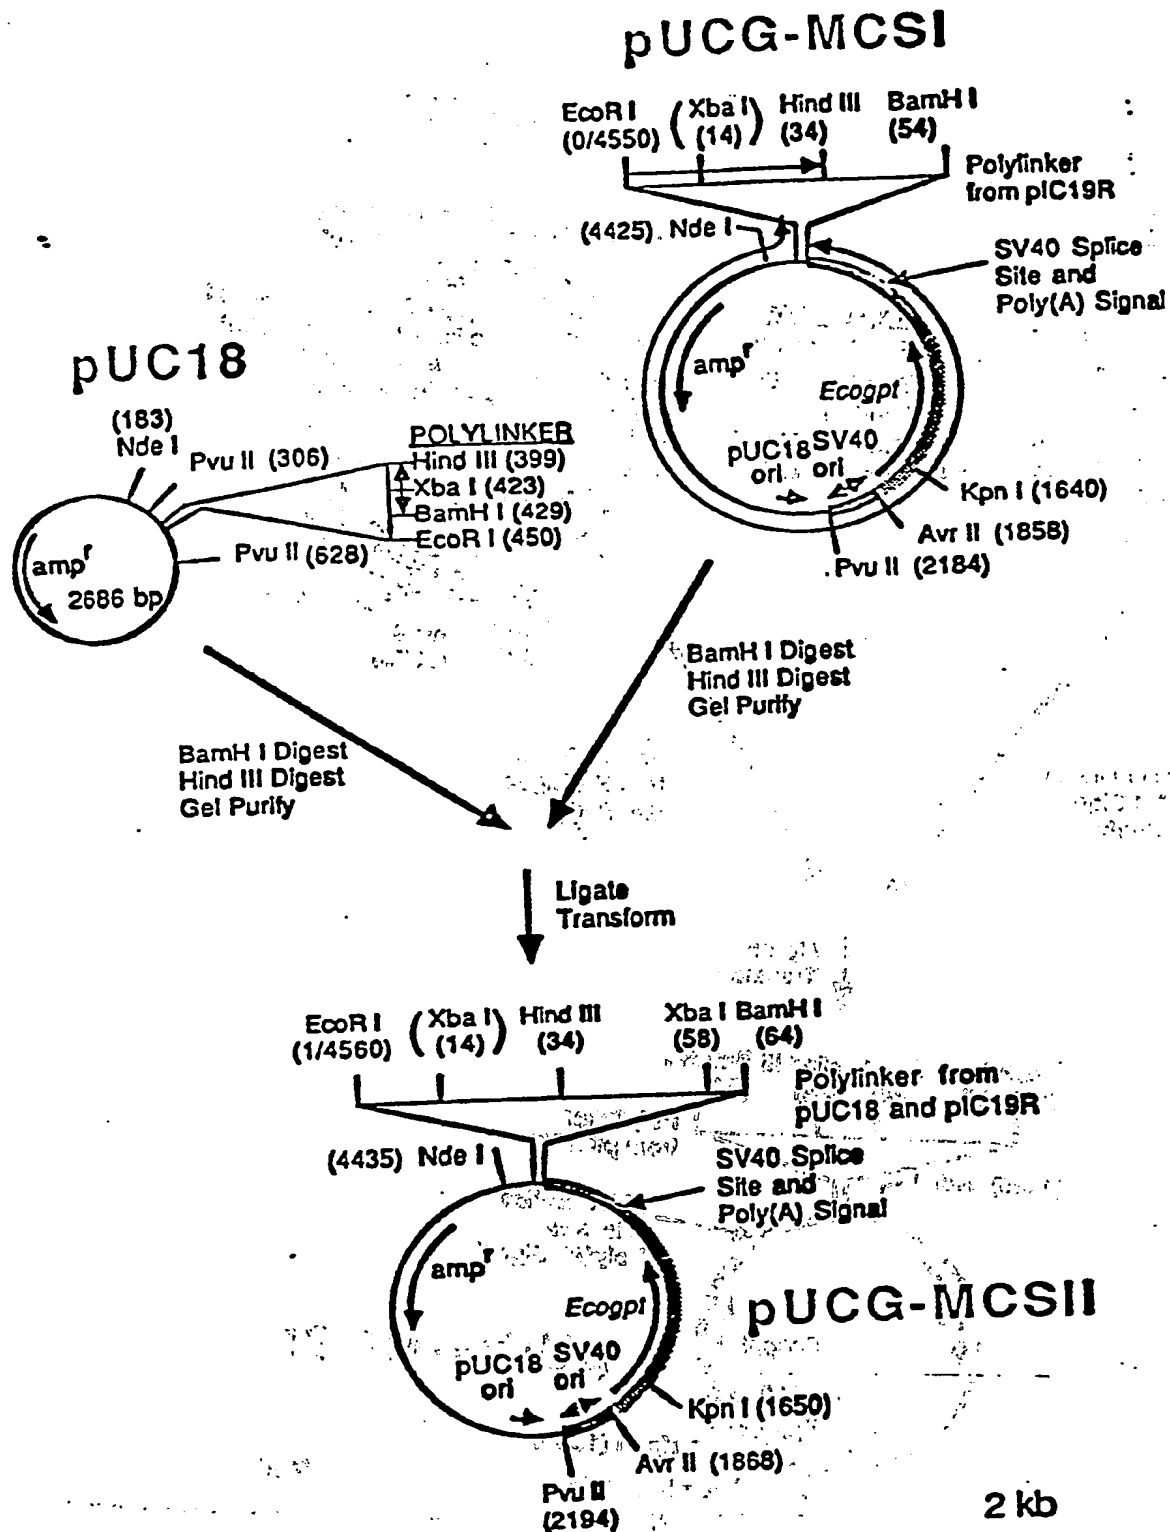 pUCG-MCSI
EcoR I (Xba I) Hind III BamH I
(0/4550) (14) (34) (54)
Polylinker
from pIC19R
(4425) Nde I
SV40 Splice
Site and
Poly(A) Signal
amp^r
Ecogpt
pUC18 SV40
ori ori
Kpn I (1640)
Avr II (1858)
Pvu II (2184)
pUC18
(183)
Nde I
Pvu II (306)
POLYLINKER
Hind III (399)
Xba I (423)
BamH I (429)
EcoR I (450)
Pvu II (628)
amp^r
2686 bp
BamH I Digest
Hind III Digest
Gel Purify
BamH I Digest
Hind III Digest
Gel Purify
Ligate
Transform
EcoR I (Xba I) Hind III Xba I BamH I
(1/4560) (14) (34) (58) (64)
Polylinker from
pUC18 and pIC19R
(4435) Nde I
SV40 Splice
Site and
Poly(A) Signal
amp^r
Ecogpt
pUCG-MCSII
pUC18 SV40
ori ori
Kpn I (1650)
Avr II (1868)
Pvu II
(2194)
2 kb